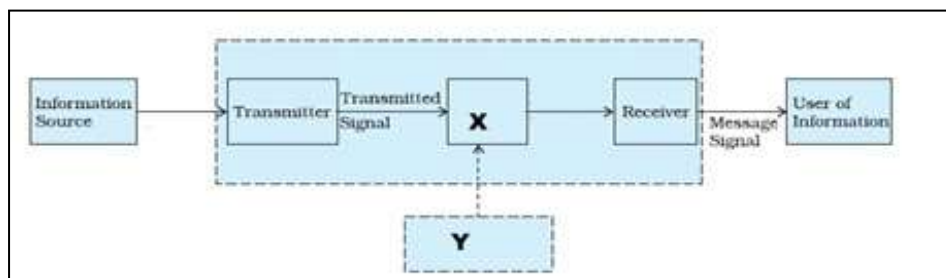 Information
Source
Transmitter
Transmitted
Signal
X
Receiver
Message
Signal
User of
Information
Y